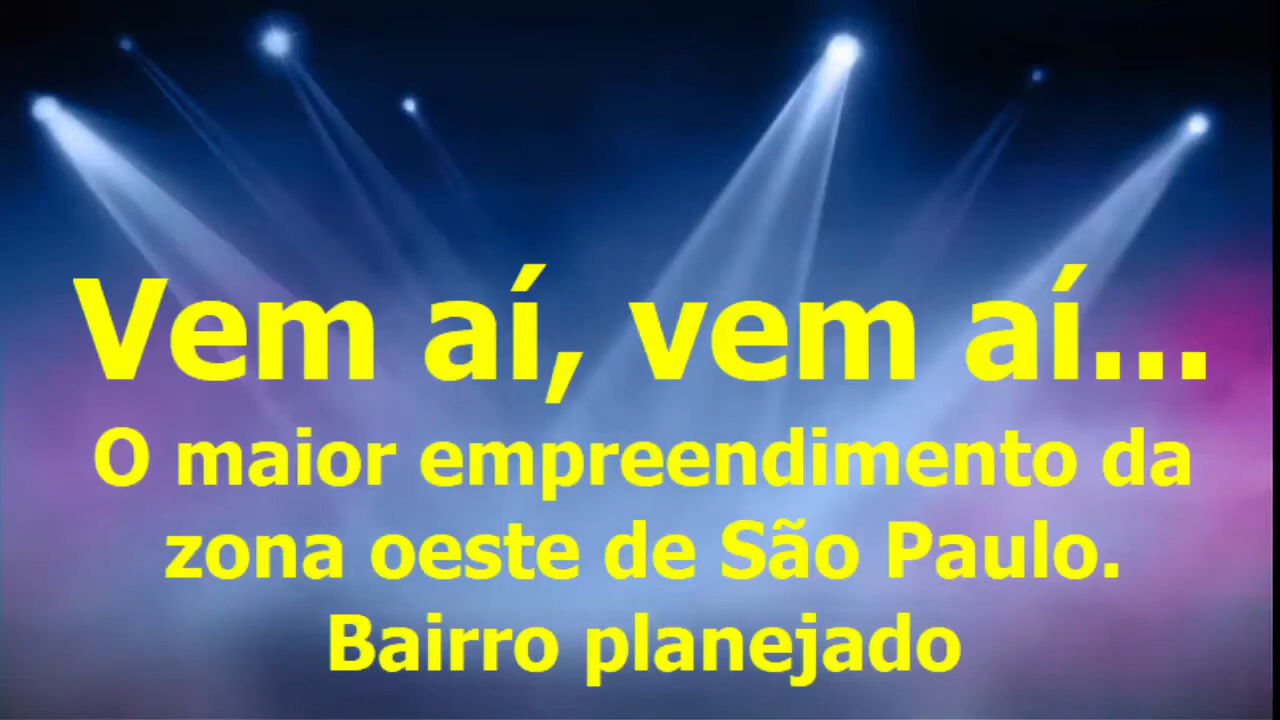 Vem aí, vem aí...
O maior empreendimento da
zona oeste de São Paulo.
Bairro planejado